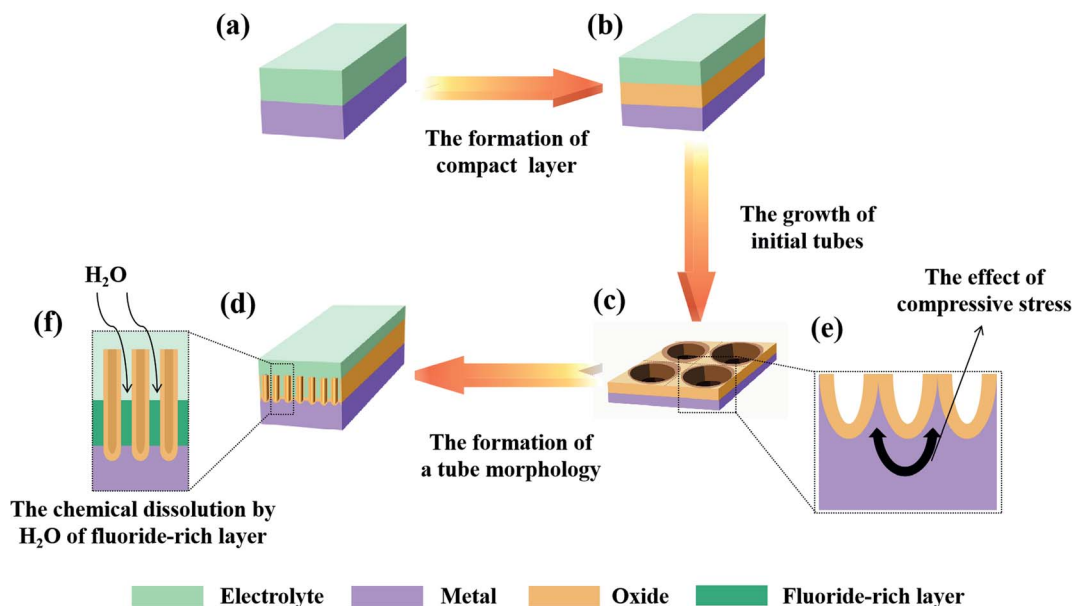 (a)
(b)
The formation of
compact layer
The growth of
initial tubes
H₂O
(f)
(d)
(c)
The effect of
compressive stress
(e)
The formation of
a tube morphology
The chemical dissolution by
H₂O of fluoride-rich layer
Electrolyte
Metal
Oxide
Fluoride-rich layer